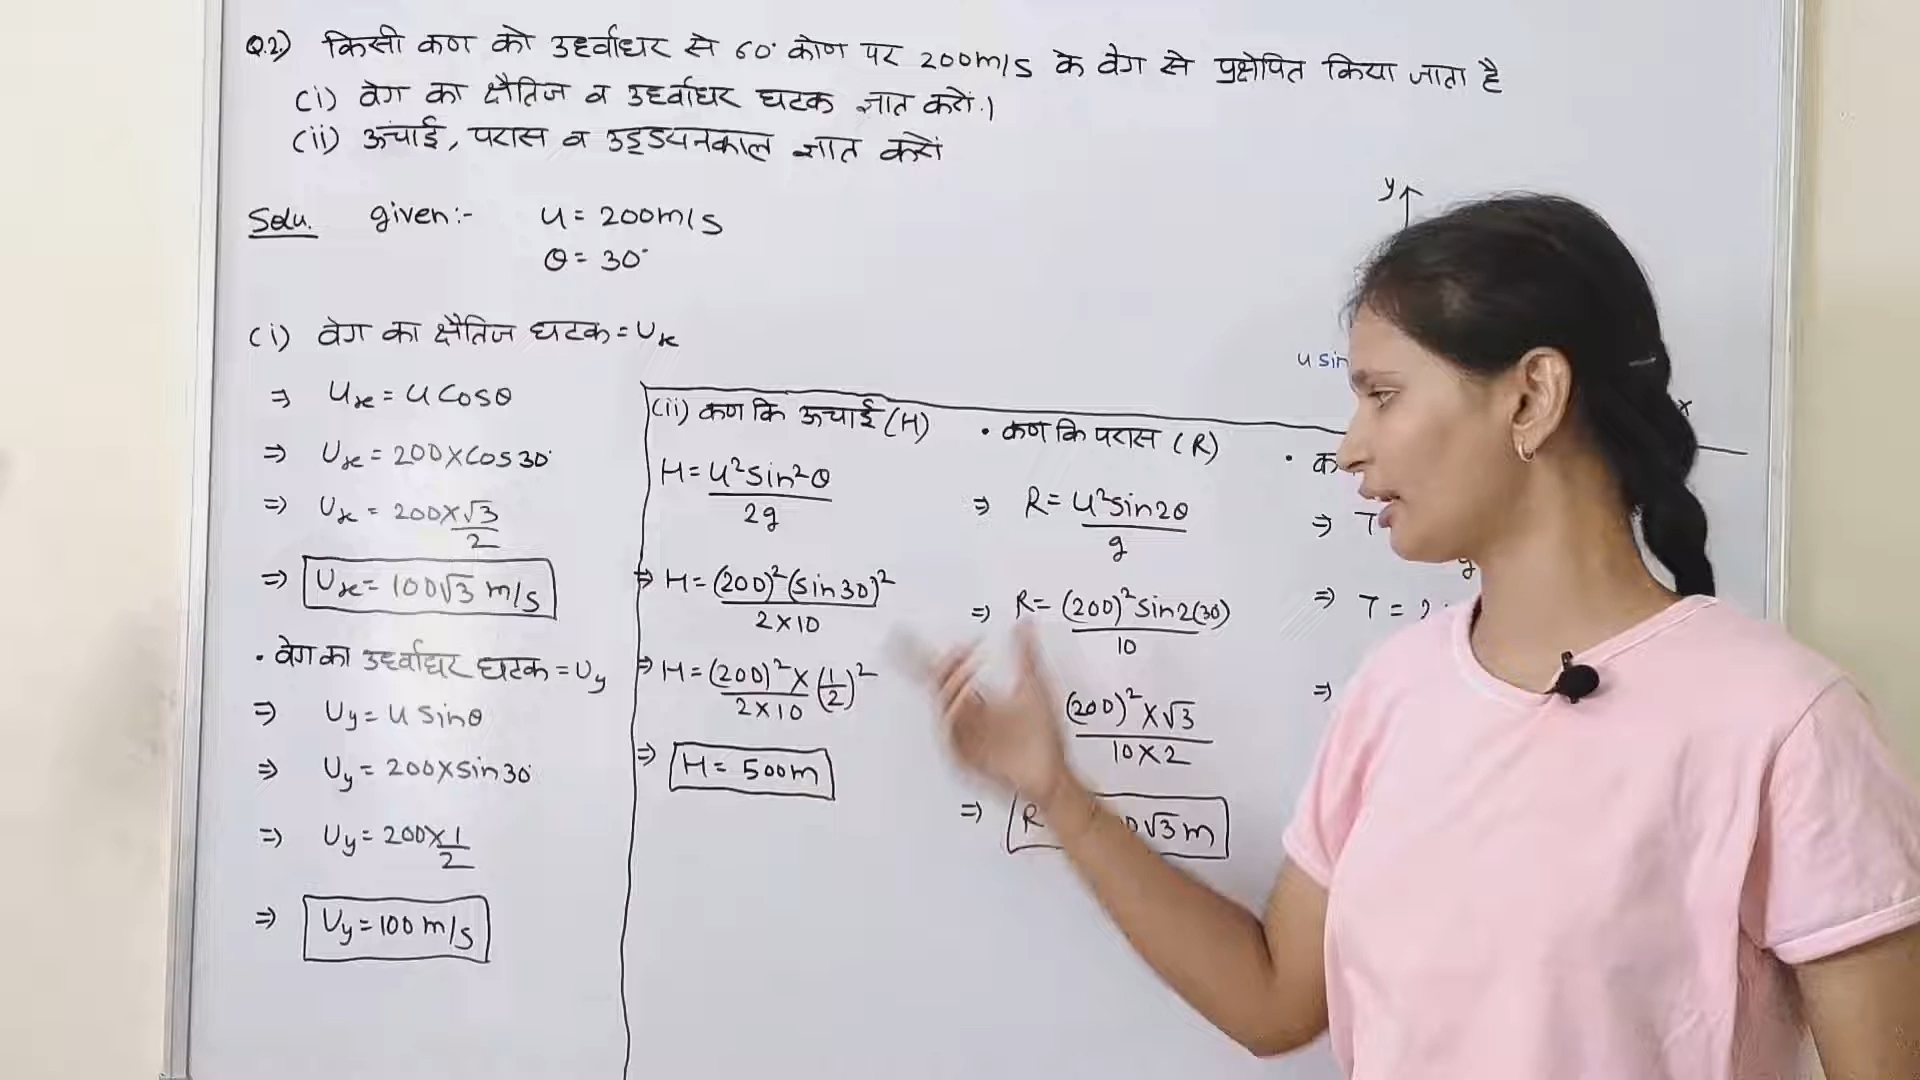 Q.2) किसी कण को उर्ध्वाधर से 60° कोण पर 200m/s के वेग से प्रक्षेपित किया जाता है
(i) वेग का क्षैतिज व उर्ध्वाधर घटक ज्ञात करो।
(ii) ऊंचाई, परास व उड्डयनकाल ज्ञात करो
Solu. given:- u = 200m/s
θ = 30°
(i) वेग का क्षैतिज घटक = Ux
⇒ Ux = u Cosθ
⇒ Ux = 200×Cos30°
⇒ Ux = 200×√3/2
⇒ Ux = 100√3 m/s
• वेग का उर्ध्वाधर घटक = Uy
⇒ Uy = u Sinθ
⇒ Uy = 200×Sin30°
⇒ Uy = 200×1/2
⇒ Uy = 100 m/s
(ii) कण कि ऊचाई (H)
H = u²sin²θ/2g
⇒ H = (200)²(sin30)²/2×10
⇒ H = (200)²/2×10 × (1/2)²
⇒ H = 500m
• कण कि परास (R)
⇒ R = u²sin2θ/g
⇒ R = (200)²sin2(30)/10
(200)²×√3/10×2
⇒ R 0√3 m
•
⇒ T
g
⇒ T =
⇒
y
u sin
x